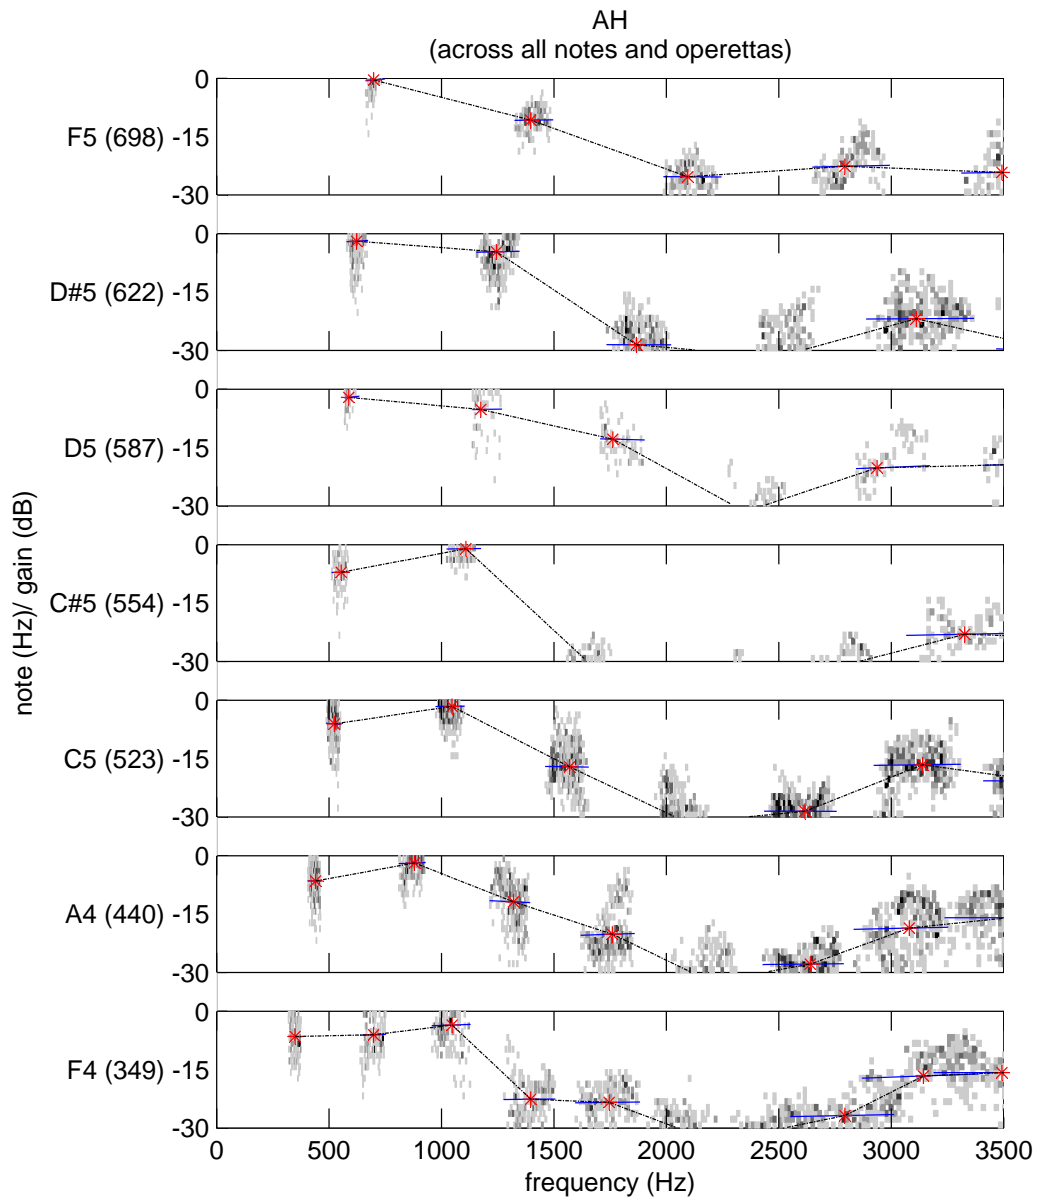 AH
(across all notes and operettas)
note (Hz)/ gain (dB)
F5 (698)
0
-15
-30
D#5 (622)
0
-15
-30
D5 (587)
0
-15
-30
C#5 (554)
0
-15
-30
C5 (523)
0
-15
-30
A4 (440)
0
-15
-30
F4 (349)
0
-15
-30
0 500 1000 1500 2000 2500 3000 3500
frequency (Hz)